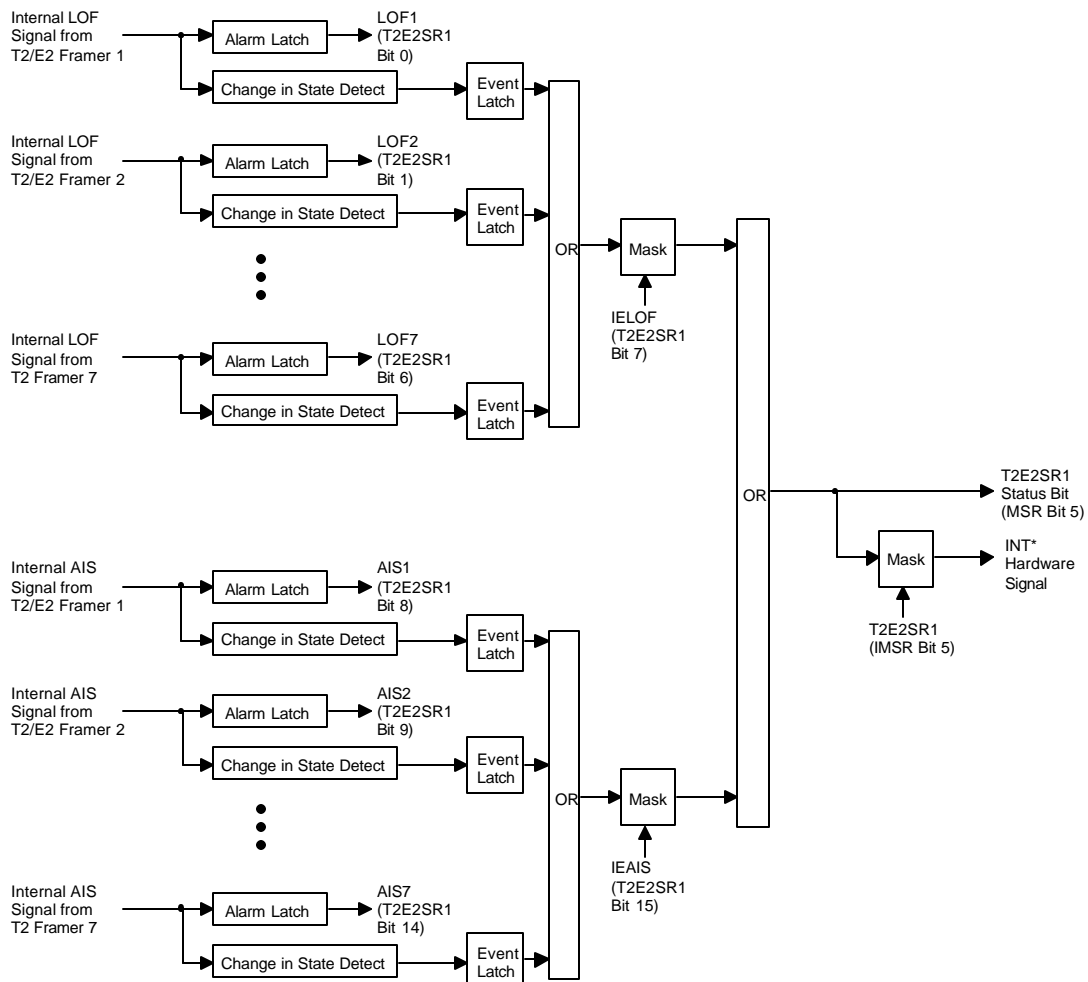 Internal LOF
Signal from
T2/E2 Framer 1
Alarm Latch
LOF1
(T2E2SR1
Bit 0)
Change in State Detect
Event
Latch
Internal LOF
Signal from
T2/E2 Framer 2
Alarm Latch
LOF2
(T2E2SR1
Bit 1)
Change in State Detect
Event
Latch
OR
Mask
IELOF
(T2E2SR1
Bit 7)
Internal LOF
Signal from
T2 Framer 7
Alarm Latch
LOF7
(T2E2SR1
Bit 6)
Change in State Detect
Event
Latch
OR
T2E2SR1
Status Bit
(MSR Bit 5)
Mask
INT*
Hardware
Signal
T2E2SR1
(IMSR Bit 5)
Internal AIS
Signal from
T2/E2 Framer 1
Alarm Latch
AIS1
(T2E2SR1
Bit 8)
Change in State Detect
Event
Latch
Internal AIS
Signal from
T2/E2 Framer 2
Alarm Latch
AIS2
(T2E2SR1
Bit 9)
Change in State Detect
Event
Latch
OR
Mask
IEAIS
(T2E2SR1
Bit 15)
Internal AIS
Signal from
T2 Framer 7
Alarm Latch
AIS7
(T2E2SR1
Bit 14)
Change in State Detect
Event
Latch